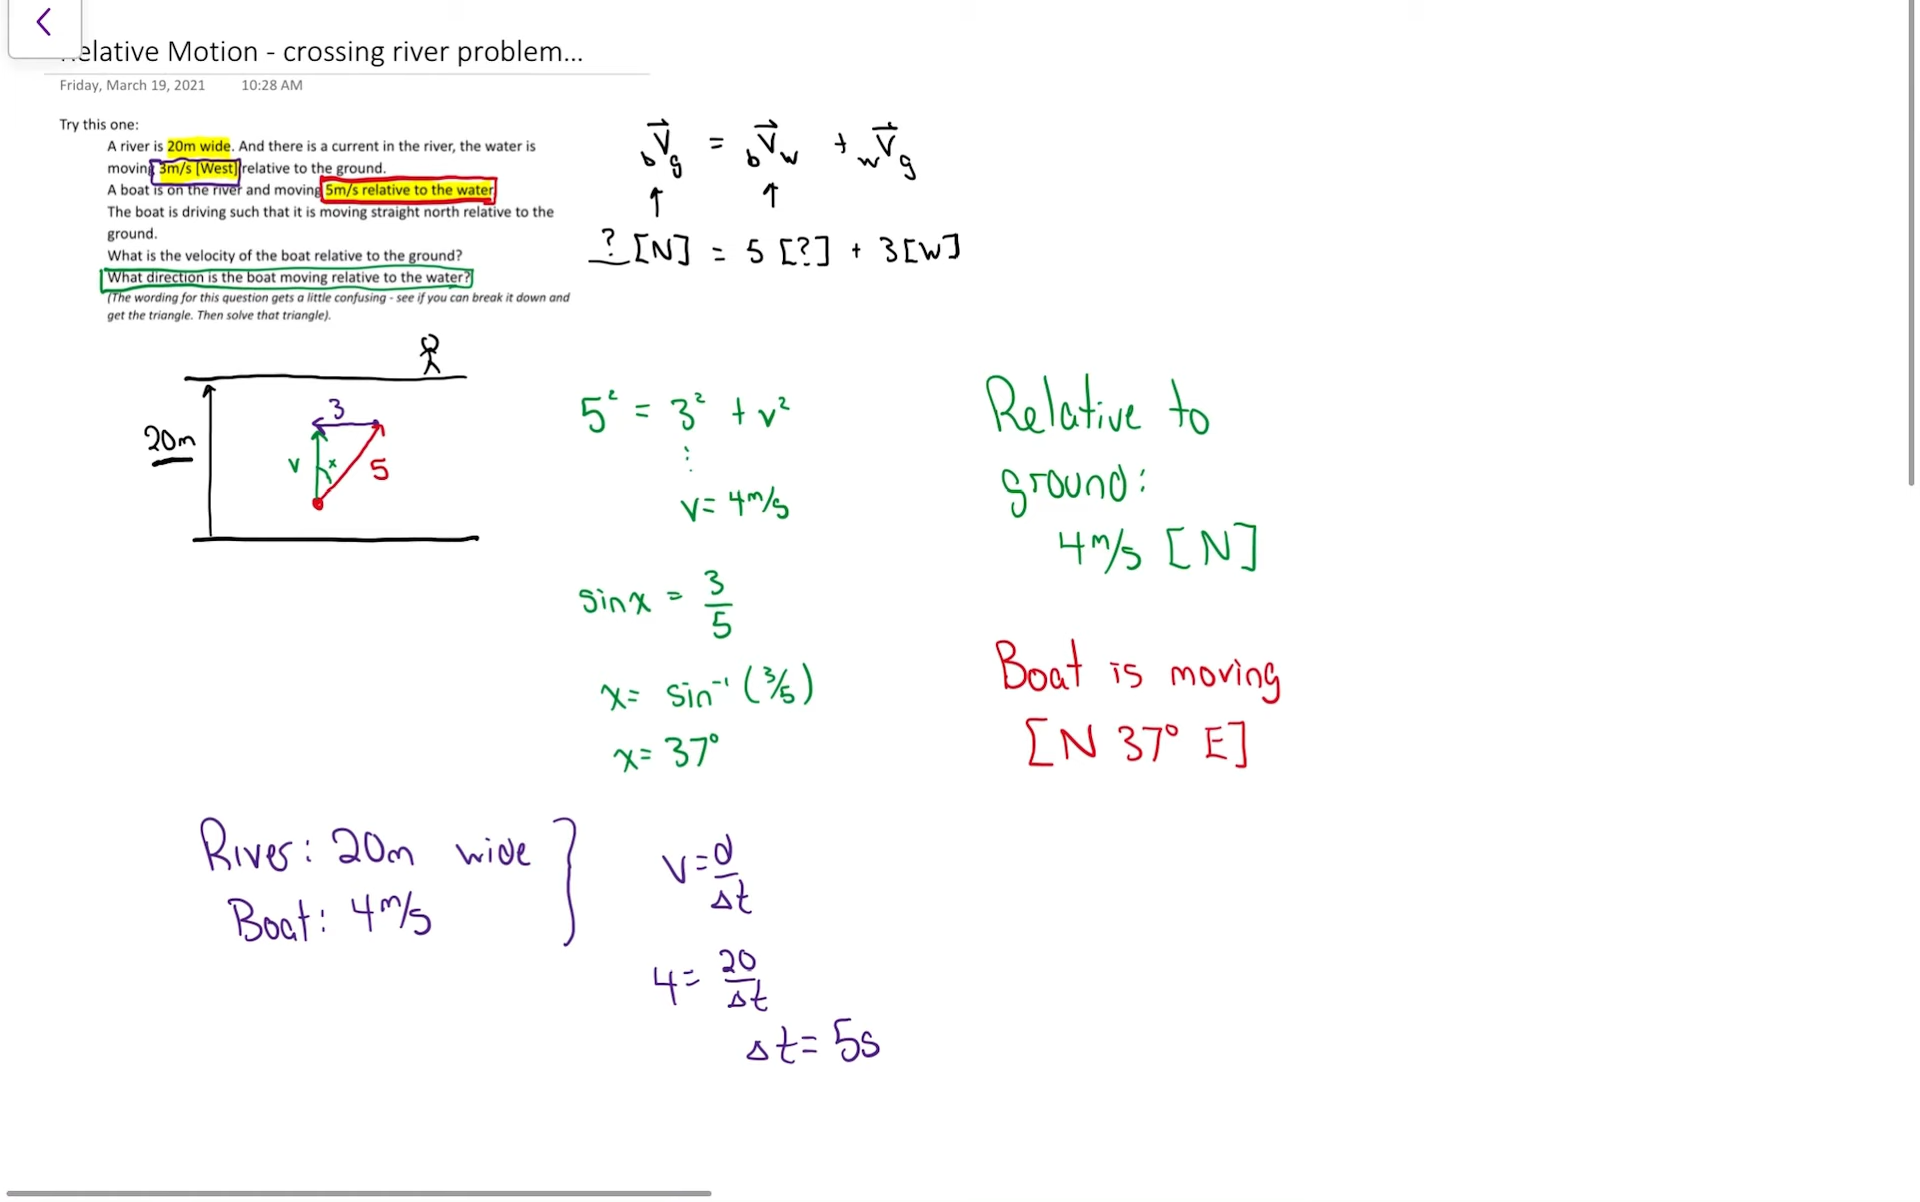 elative Motion - crossing river problem...
Friday, March 19, 2021 10:28 AM
Try this one:
A river is 20m wide. And there is a current in the river, the water is
moving 3m/s [West] relative to the ground.
A boat is on the river and moving 5m/s relative to the water
The boat is driving such that it is moving straight north relative to the
ground.
What is the velocity of the boat relative to the ground?
What direction is the boat moving relative to the water?
(The wording for this question gets a little confusing - see if you can break it down and
get the triangle. Then solve that triangle).
bV⃗g = bV⃗w + wV⃗g
? [N] = 5 [?] + 3[W]
20m
3
v
x
5
5² = 3² + v²
⋮
v= 4m/s
sinx = 3/5
x= sin⁻¹ (3/5)
x= 37°
Relative to
ground:
4m/s [N]
Boat is moving
[N 37° E]
River: 20m wide
Boat: 4m/s
v=d/Δt
4= 20/Δt
Δt= 5s